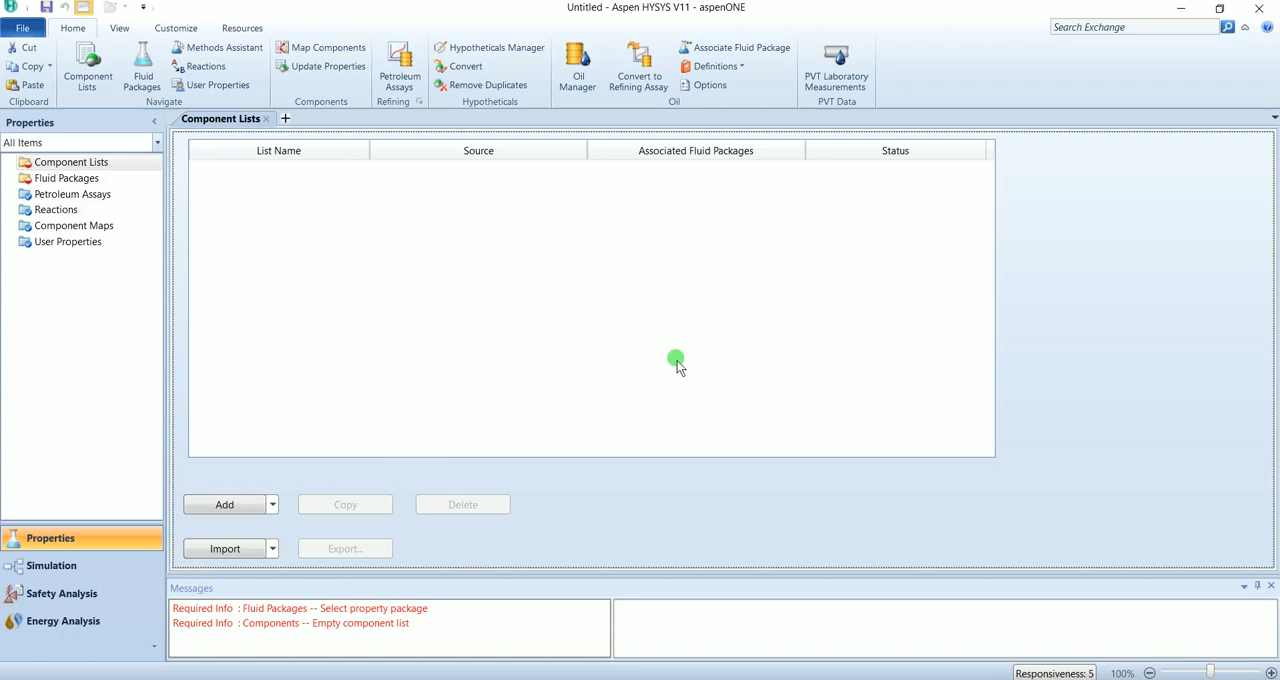 Untitled - Aspen HYSYS V11 - aspenONE
File Home View Customize Resources
Search Exchange
Cut
Copy
Paste
Clipboard
Component Lists
Fluid Packages
Methods Assistant
Reactions
User Properties
Navigate
Map Components
Update Properties
Components
Petroleum Assays
Refining
Hypotheticals Manager
Convert
Remove Duplicates
Hypotheticals
Oil Manager
Convert to Refining Assay
Associate Fluid Package
Definitions
Options
Oil
PVT Laboratory Measurements
PVT Data
Properties
All Items
Component Lists
Fluid Packages
Petroleum Assays
Reactions
Component Maps
User Properties
Properties
Simulation
Safety Analysis
Energy Analysis
Component Lists
List Name Source Associated Fluid Packages Status
Add Copy Delete
Import Export...
Messages
Required Info : Fluid Packages -- Select property package
Required Info : Components -- Empty component list
Responsiveness: 5 100%